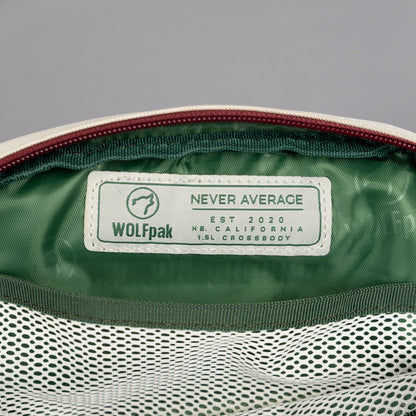 WOLFpak
NEVER AVERAGE
EST 2020
HB, CALIFORNIA
1.5L CROSSBODY